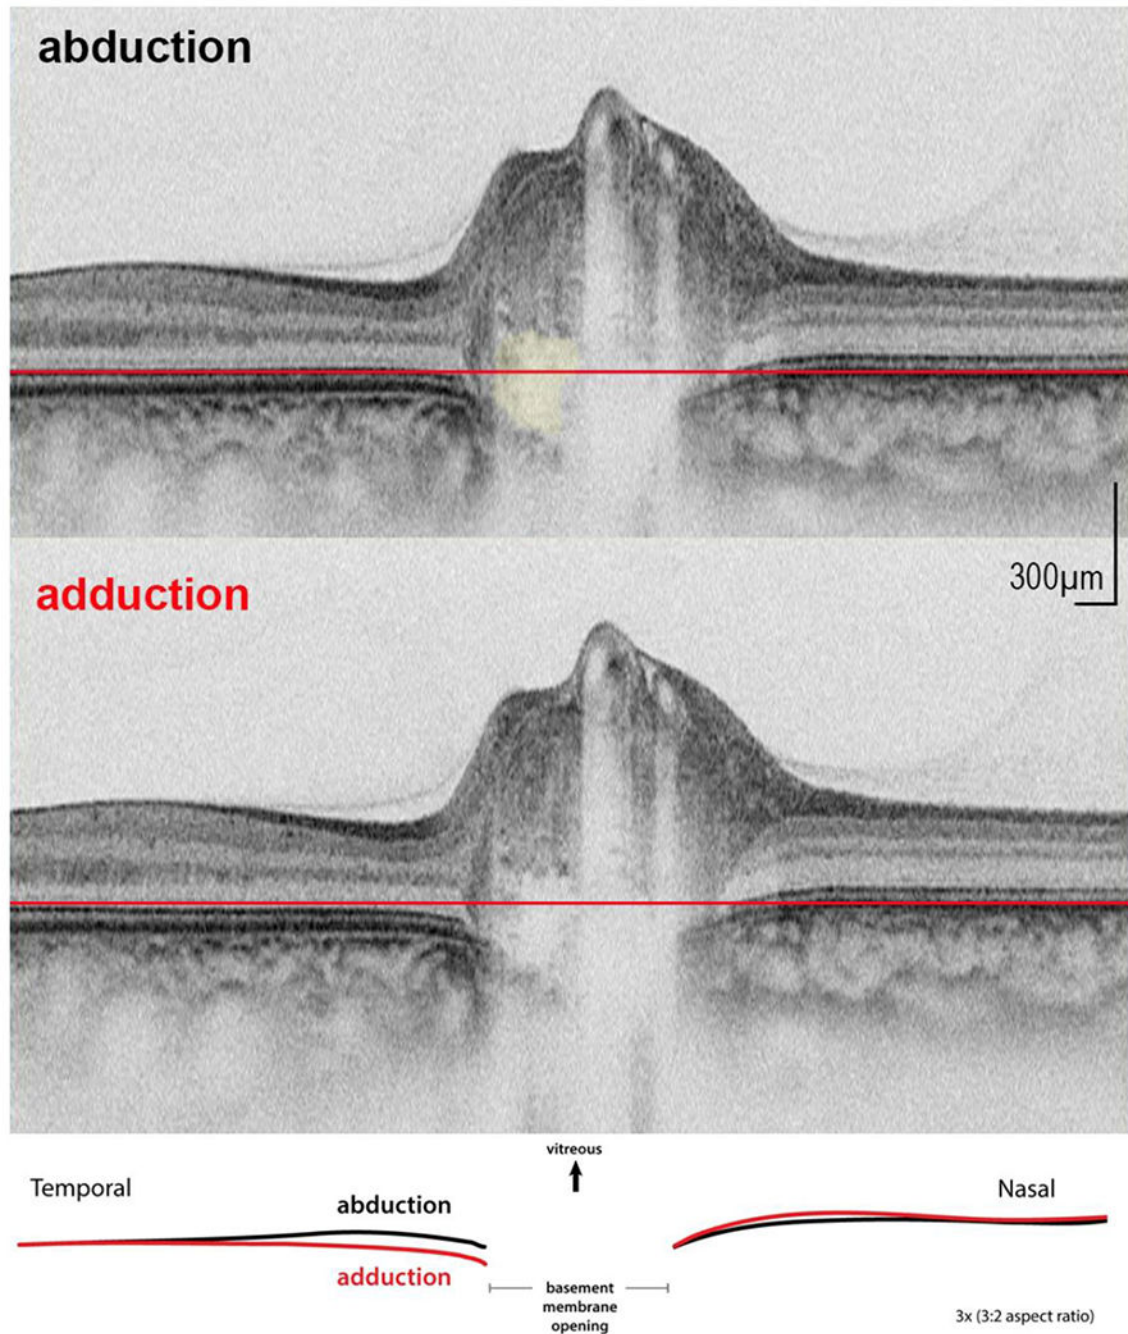 abduction
300μm
adduction
vitreous
Temporal
Nasal
abduction
adduction
basement
membrane
opening
3x (3:2 aspect ratio)